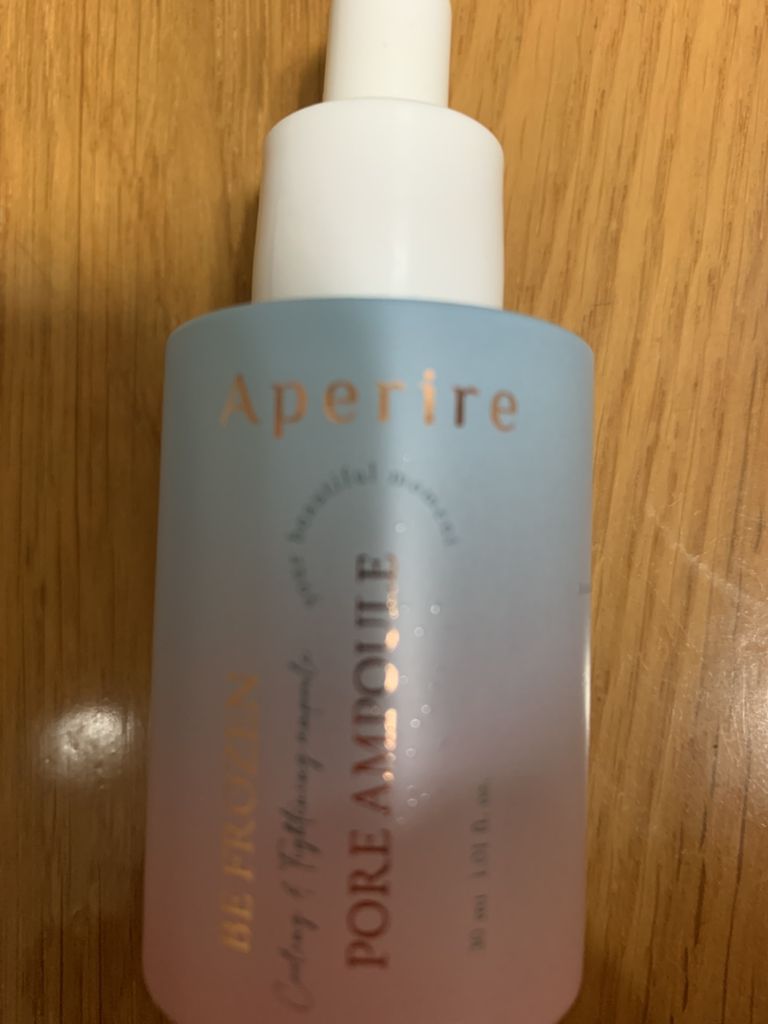 Aperire
your beautiful moment
BE FROZEN
Cooling & Tightening ampoule
PORE AMPOULE
30 ml 1.01 fl. oz.